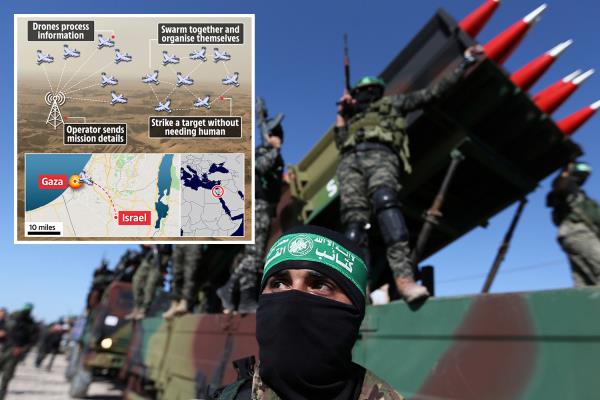 Drones process
information
Swarm together and
organise themselves
Operator sends
mission details
Strike a target without
needing human
Gaza
Israel
10 miles
كتائب